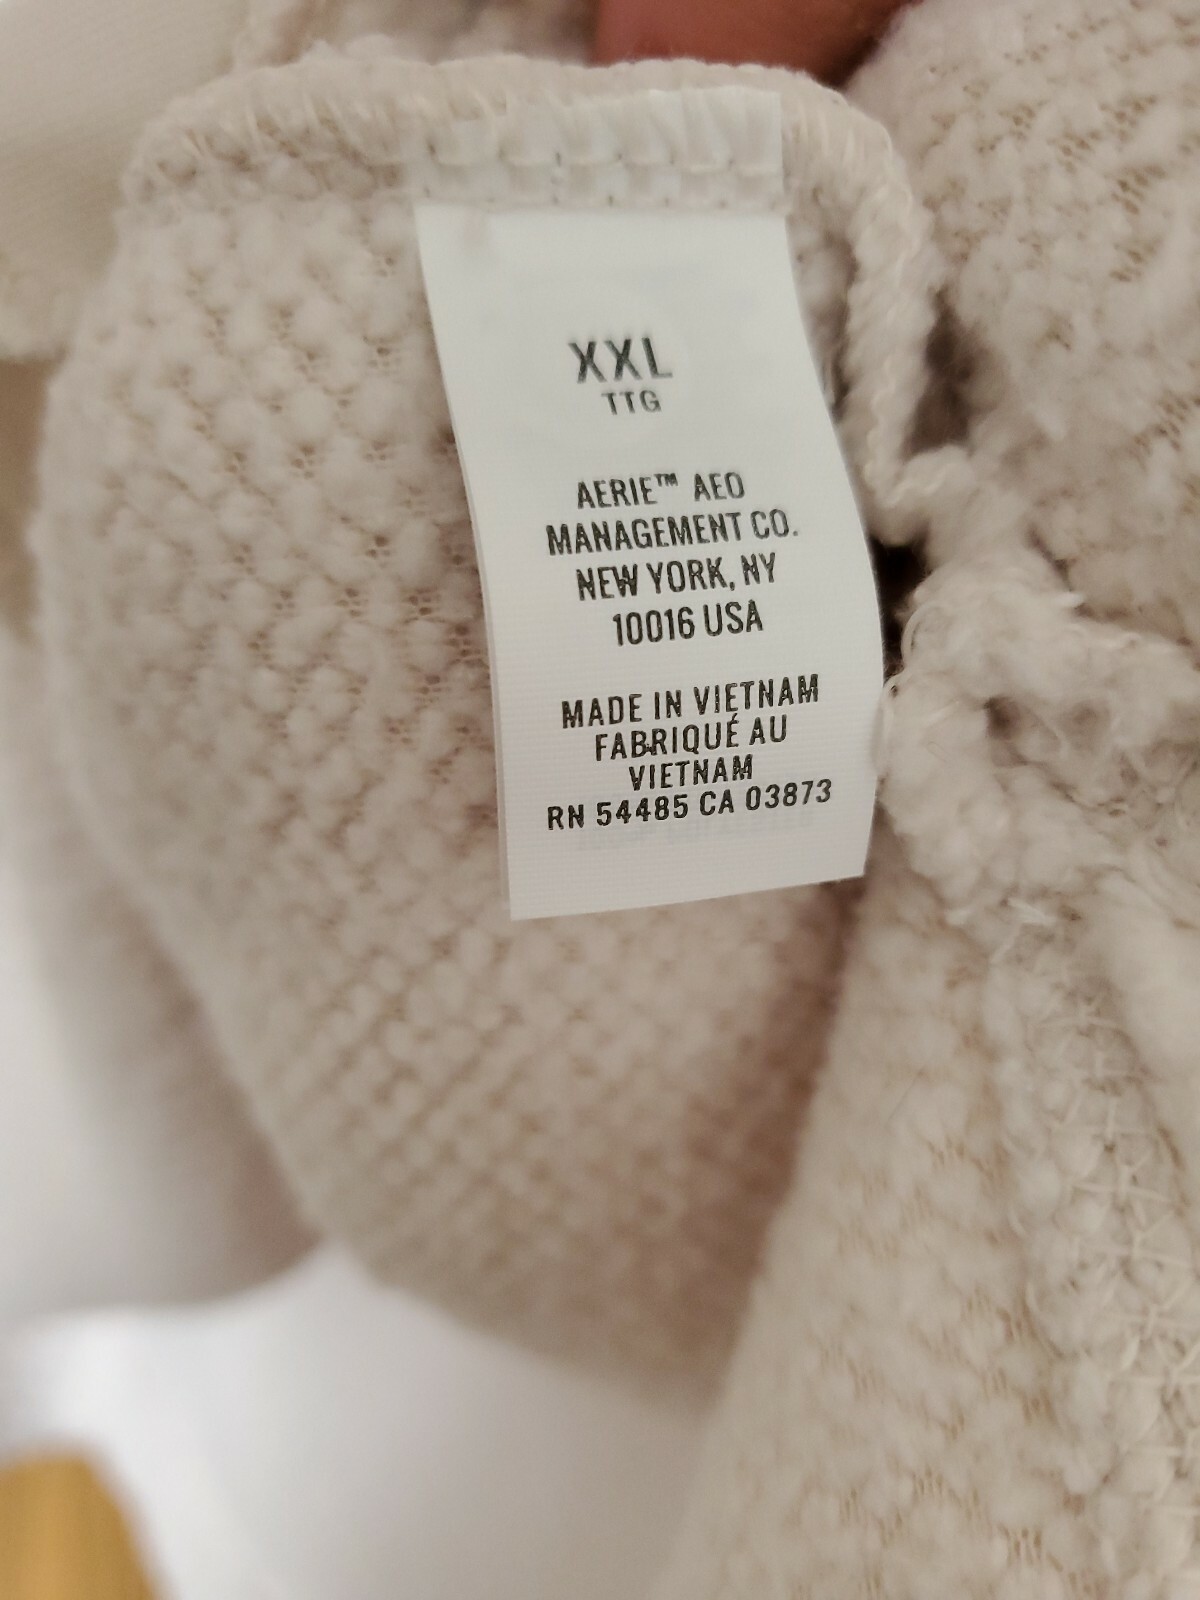 XXL
TTG
AERIE™ AEO
MANAGEMENT CO.
NEW YORK, NY
10016 USA
MADE IN VIETNAM
FABRIQUÉ AU
VIETNAM
RN 54485 CA 03873